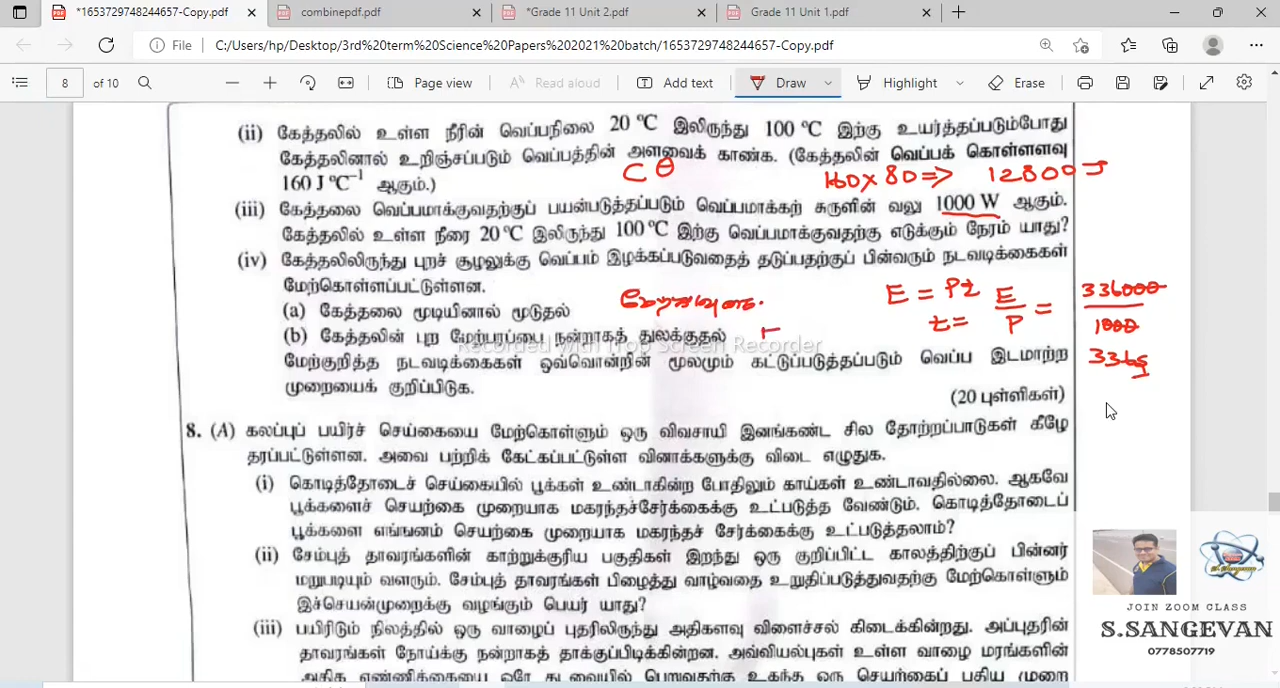 *1653729748244657-Copy.pdf
combinepdf.pdf
*Grade 11 Unit 2.pdf
Grade 11 Unit 1.pdf
File C:/Users/hp/Desktop/3rd%20term%20Science%20Papers%202021%20batch/1653729748244657-Copy.pdf
8 of 10
Page view
Read aloud
Add text
Draw
Highlight
Erase
(ii) கேத்தலில் உள்ள நீரின் வெப்பநிலை 20 °C இலிருந்து 100 °C இற்கு உயர்த்தப்படும்போது
கேத்தலினால் உறிஞ்சப்படும் வெப்பத்தின் அளவைக் காண்க. (கேத்தலின் வெப்பக் கொள்ளளவு
160 J °C⁻¹ ஆகும்.)
C θ
160 x 80 => 12800 J
(iii) கேத்தலை வெப்பமாக்குவதற்குப் பயன்படுத்தப்படும் வெப்பமாக்கற் சுருளின் வலு 1000 W ஆகும்.
கேத்தலில் உள்ள நீரை 20°C இலிருந்து 100 °C இற்கு வெப்பமாக்குவதற்கு எடுக்கும் நேரம் யாது?
(iv) கேத்தலிலிருந்து புறச் சூழலுக்கு வெப்பம் இழக்கப்படுவதைத் தடுப்பதற்குப் பின்வரும் நடவடிக்கைகள்
மேற்கொள்ளப்பட்டுள்ளன.
(a) கேத்தலை மூடியினால் மூடுதல்
E = Pt
t = E/P = 336000/1000
336 s
(b) கேத்தலின் புற மேற்பரப்பை நன்றாகத் துலக்குதல்
Recorded with iTop Screen Recorder
மேற்குறித்த நடவடிக்கைகள் ஒவ்வொன்றின் மூலமும் கட்டுப்படுத்தப்படும் வெப்ப இடமாற்ற
முறையைக் குறிப்பிடுக.
(20 புள்ளிகள்)
8. (A) கலப்புப் பயிர்ச் செய்கையை மேற்கொள்ளும் ஒரு விவசாயி இனங்கண்ட சில தோற்றப்பாடுகள் கீழே
தரப்பட்டுள்ளன. அவை பற்றிக் கேட்கப்பட்டுள்ள வினாக்களுக்கு விடை எழுதுக.
(i) கொடித்தோடைச் செய்கையில் பூக்கள் உண்டாகின்ற போதிலும் காய்கள் உண்டாவதில்லை. ஆகவே
பூக்களைச் செயற்கை முறையாக மகரந்தச்சேர்க்கைக்கு உட்படுத்த வேண்டும். கொடித்தோடைப்
பூக்களை எங்ஙனம் செயற்கை முறையாக மகரந்தச் சேர்க்கைக்கு உட்படுத்தலாம்?
(ii) சேம்புத் தாவரங்களின் காற்றுக்குரிய பகுதிகள் இறந்து ஒரு குறிப்பிட்ட காலத்திற்குப் பின்னர்
மறுபடியும் வளரும். சேம்புத் தாவரங்கள் பிழைத்து வாழ்வதை உறுதிப்படுத்துவதற்கு மேற்கொள்ளும்
இச்செயன்முறைக்கு வழங்கும் பெயர் யாது?
(iii) பயிரிடும் நிலத்தில் ஒரு வாழைப் புதரிலிருந்து அதிகளவு விளைச்சல் கிடைக்கின்றது. அப்புதரின்
தாவரங்கள் நோய்க்கு நன்றாகத் தாக்குப்பிடிக்கின்றன. அவ்வியல்புகள் உள்ள வாழை மரங்களின்
JOIN ZOOM CLASS
S.SANGEVAN
0778507719